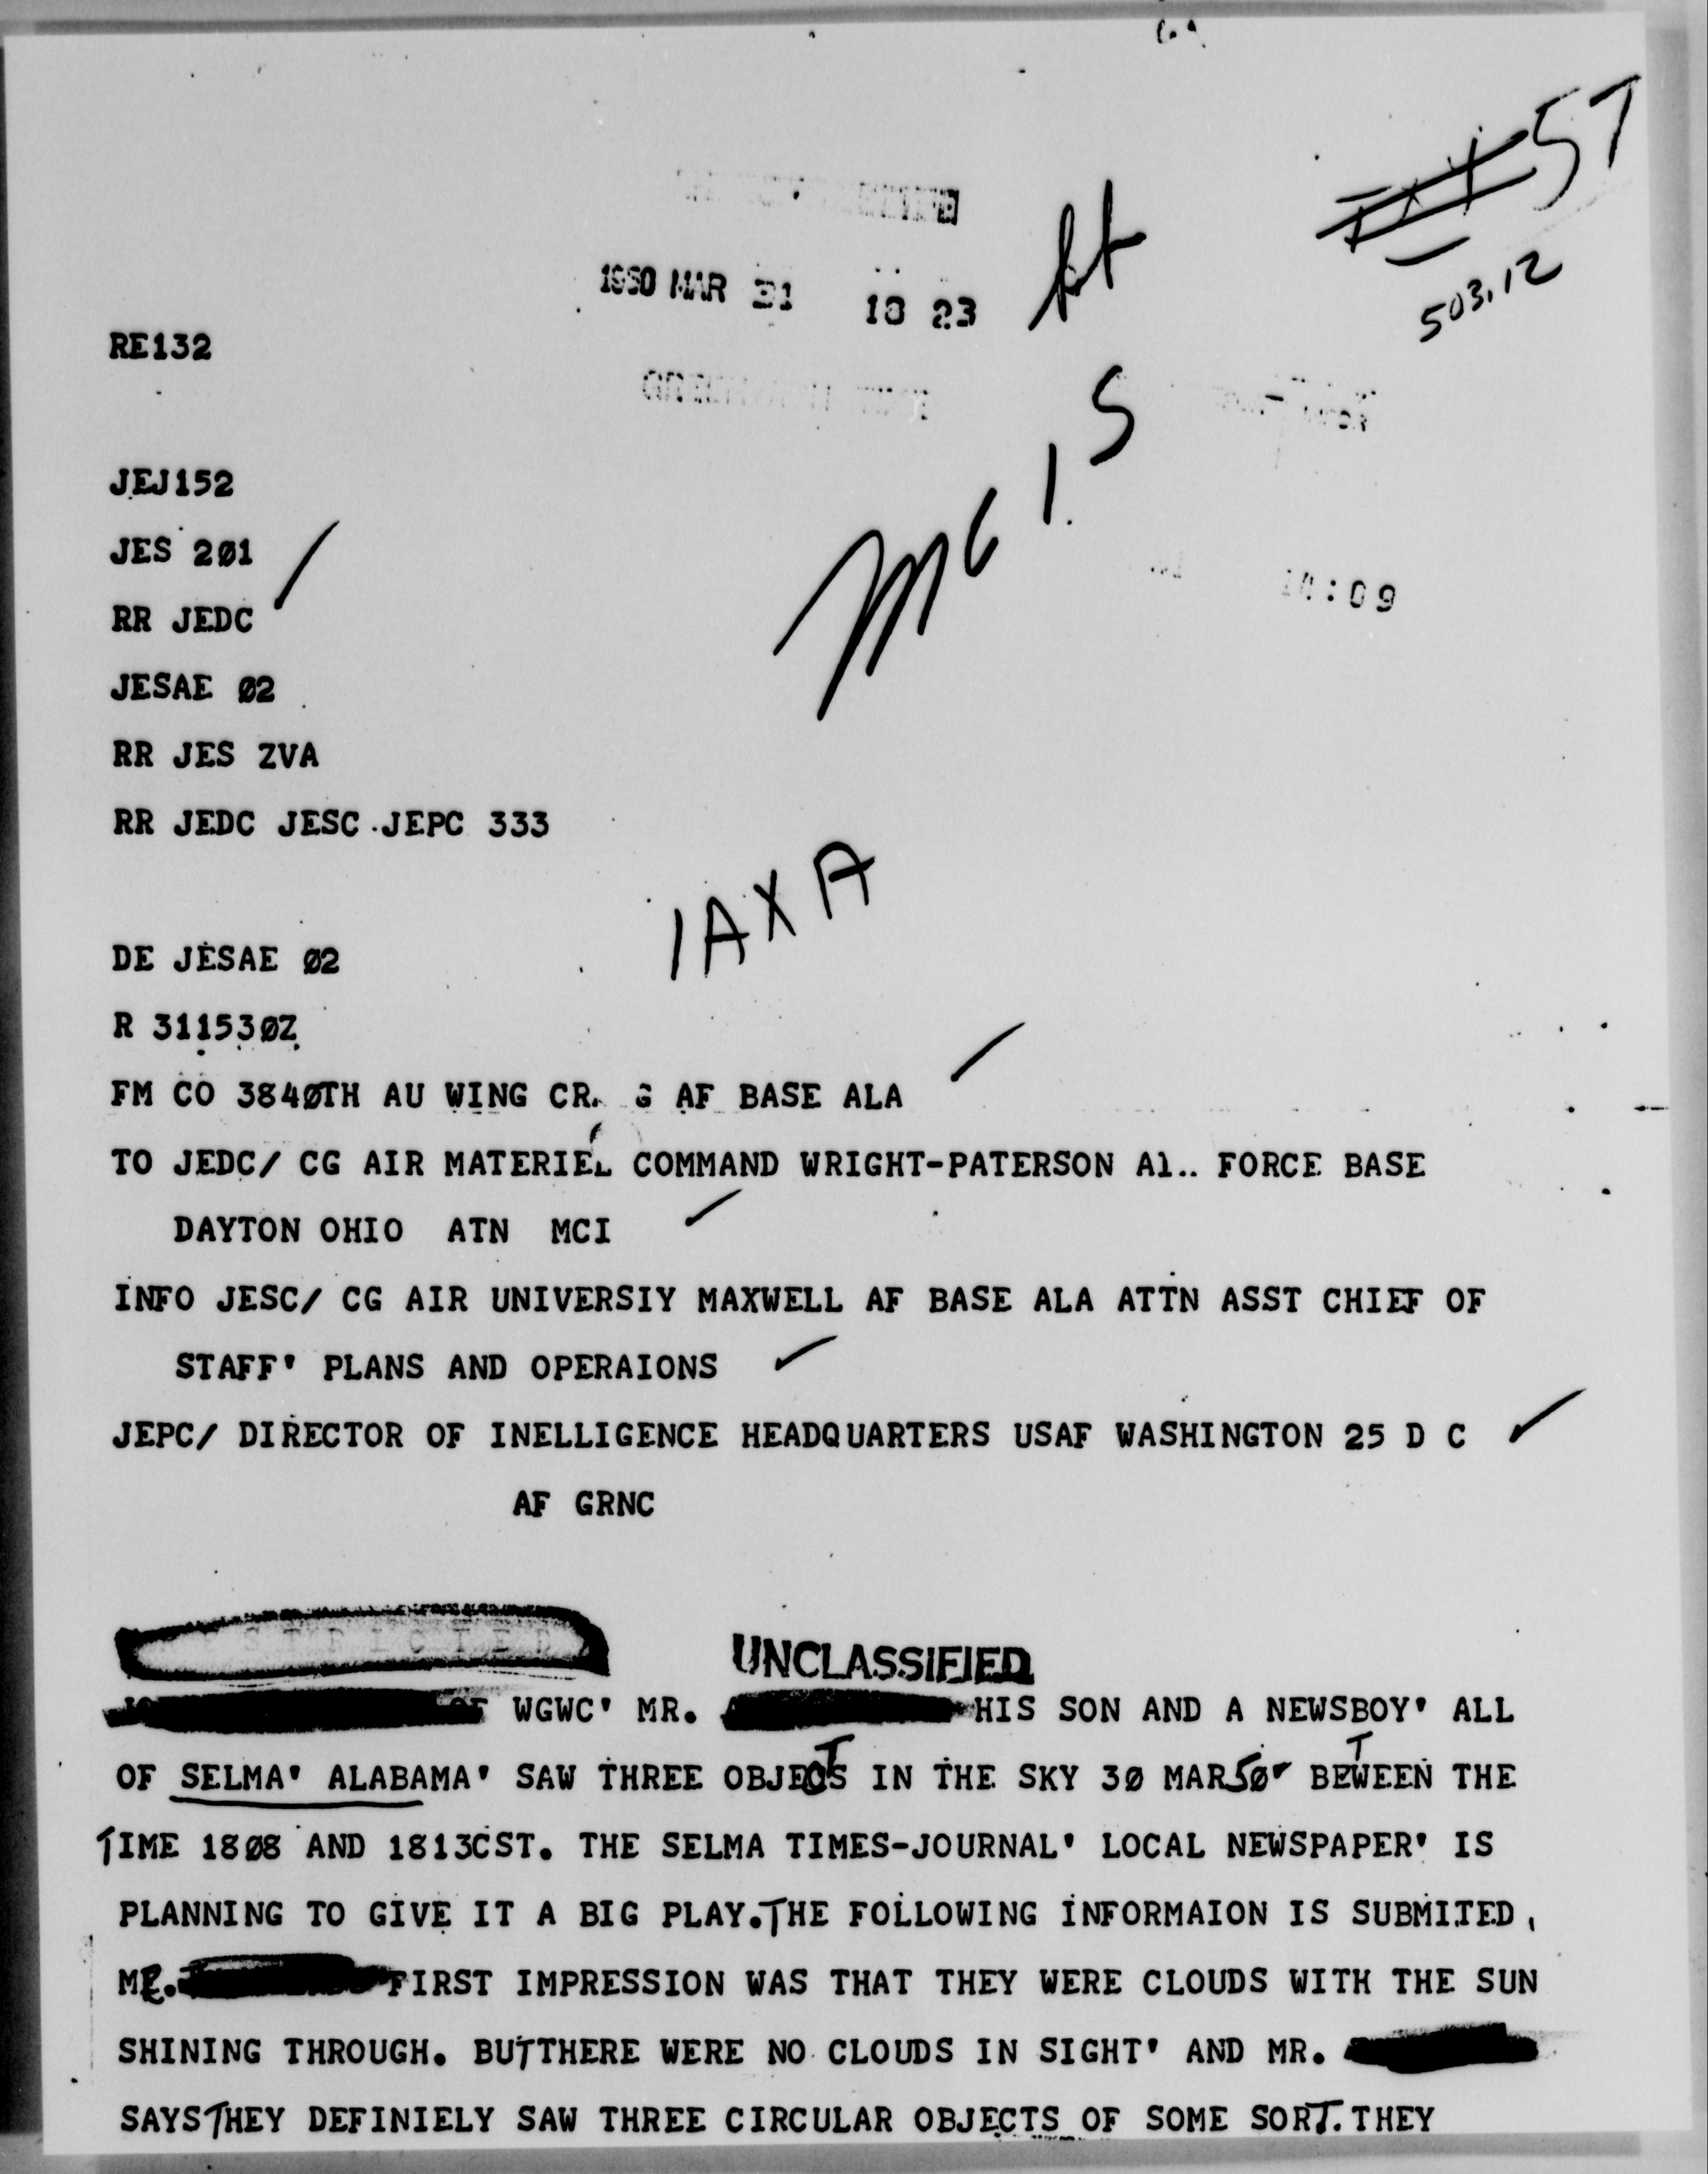 57
503.12
1950 MAR 31 18 23
RE132
JEJ152
JES 2Ø1
RR JEDC
JESAE Ø2
RR JES ZVA
RR JEDC JESC JEPC 333
MCIS
:09
IAXA
DE JESAE Ø2
R 31153ØZ
FM CO 384ØTH AU WING CR G AF BASE ALA
TO JEDC/ CG AIR MATERIEL COMMAND WRIGHT-PATERSON FORCE BASE
DAYTON OHIO ATN MCI
INFO JESC/ CG AIR UNIVERSIY MAXWELL AF BASE ALA ATTN ASST CHIEF OF
STAFF' PLANS AND OPERAIONS
JEPC/ DIRECTOR OF INELLIGENCE HEADQUARTERS USAF WASHINGTON 25 D C
AF GRNC
UNCLASSIFIED
OF WGWC' MR. HIS SON AND A NEWSBOY' ALL
OF SELMA' ALABAMA' SAW THREE OBJECTS IN THE SKY 3Ø MAR 5Ø' BETWEEN THE
TIME 18Ø8 AND 1813CST. THE SELMA TIMES-JOURNAL' LOCAL NEWSPAPER' IS
PLANNING TO GIVE IT A BIG PLAY.THE FOLLOWING INFORMAION IS SUBMITED,
MR. FIRST IMPRESSION WAS THAT THEY WERE CLOUDS WITH THE SUN
SHINING THROUGH. BUTTHERE WERE NO CLOUDS IN SIGHT' AND MR.
SAYSTHEY DEFINIELY SAW THREE CIRCULAR OBJECTS OF SOME SORT. THEY